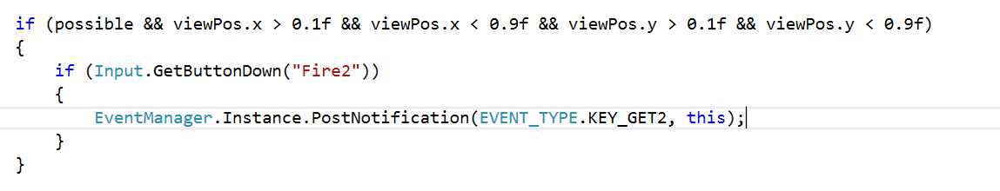 if (possible && viewPos.x > 0.1f && viewPos.x < 0.9f && viewPos.y > 0.1f && viewPos.y < 0.9f)
{
    if (Input.GetButtonDown("Fire2"))
    {
        EventManager.Instance.PostNotification(EVENT_TYPE.KEY_GET2, this);
    }
}